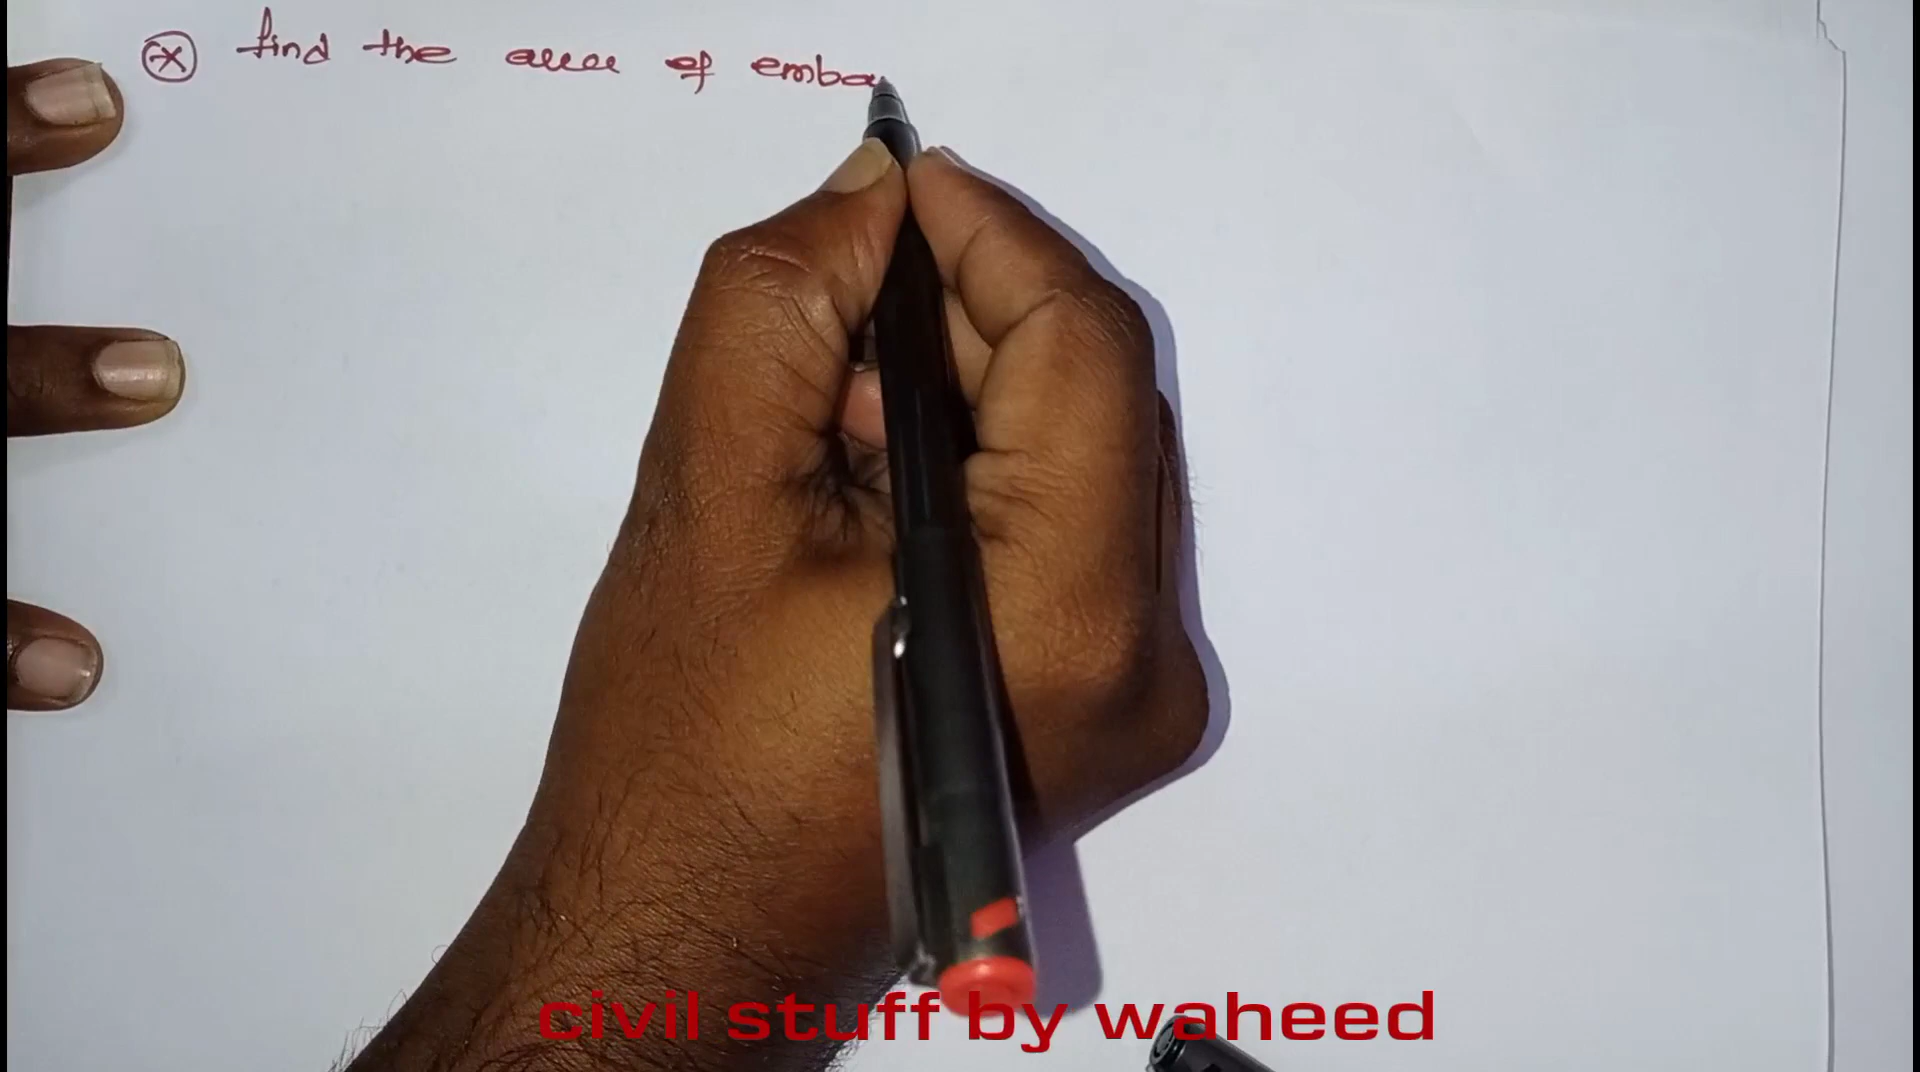 (x) find the area of emba
civil stuff by waheed